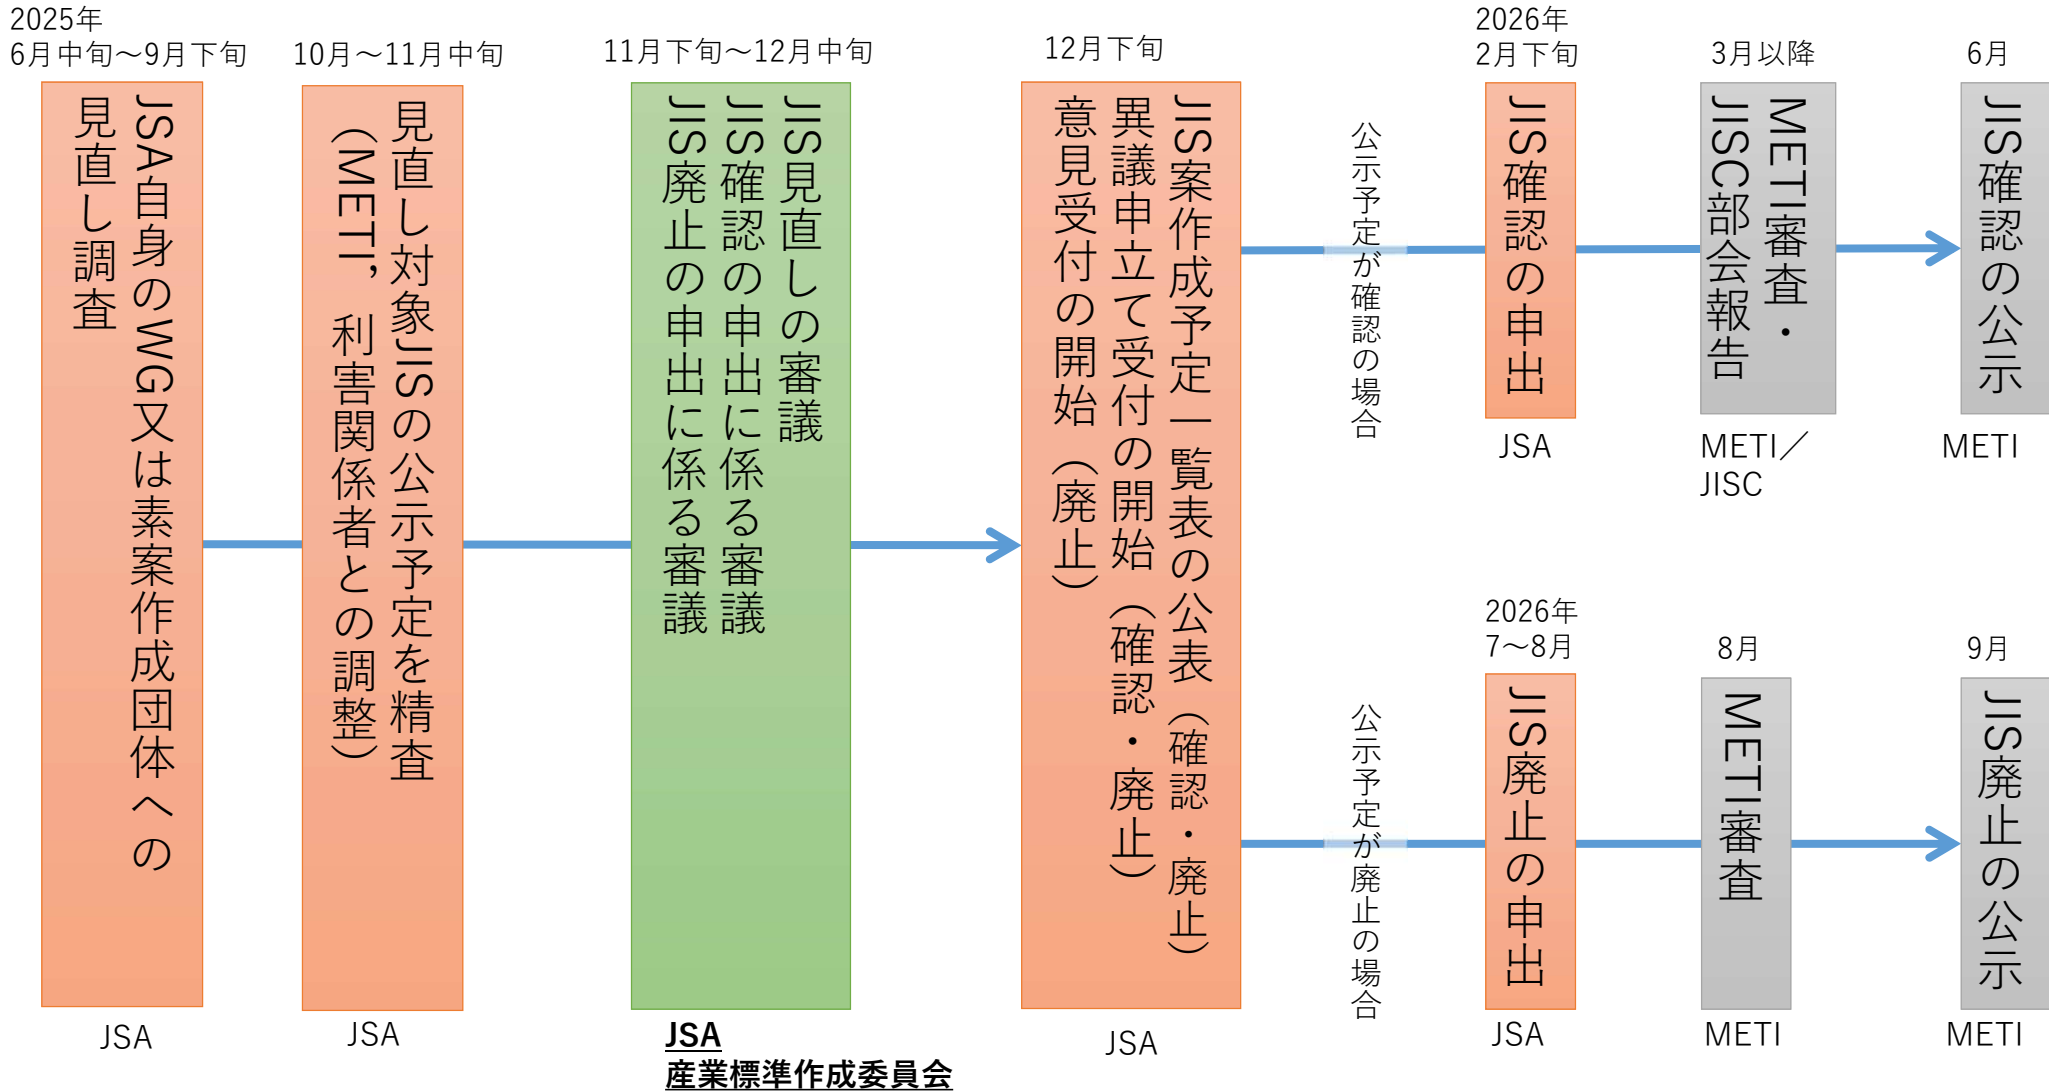 2025年
6月中旬～9月下旬
JSA自身のWG又は素案作成団体への
見直し調査
JSA
10月～11月中旬
見直し対象JISの公示予定を精査
（METI，利害関係者との調整）
JSA
11月下旬～12月中旬
JIS見直しの審議
JIS確認の申出に係る審議
JIS廃止の申出に係る審議
JSA
産業標準作成委員会
12月下旬
JIS案作成予定一覧表の公表（確認・廃止）
異議申立て受付の開始（確認・廃止）
意見受付の開始（廃止）
JSA
公示予定が確認の場合
2026年
2月下旬
JIS確認の申出
JSA
3月以降
METI審査・
JISC部会報告
METI／
JISC
6月
JIS確認の公示
METI
公示予定が廃止の場合
2026年
7～8月
JIS廃止の申出
JSA
8月
METI審査
METI
9月
JIS廃止の公示
METI